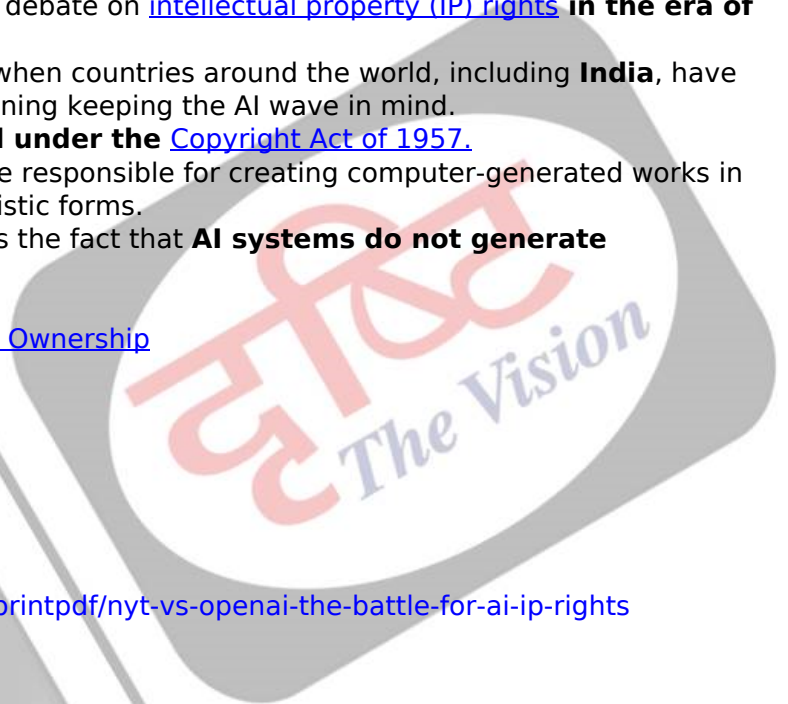 debate on intellectual property (IP) rights in the era of
when countries around the world, including India, have
ning keeping the AI wave in mind.
under the Copyright Act of 1957.
e responsible for creating computer-generated works in
istic forms.
s the fact that AI systems do not generate
Ownership
दृष्टि
The Vision
printpdf/nyt-vs-openai-the-battle-for-ai-ip-rights